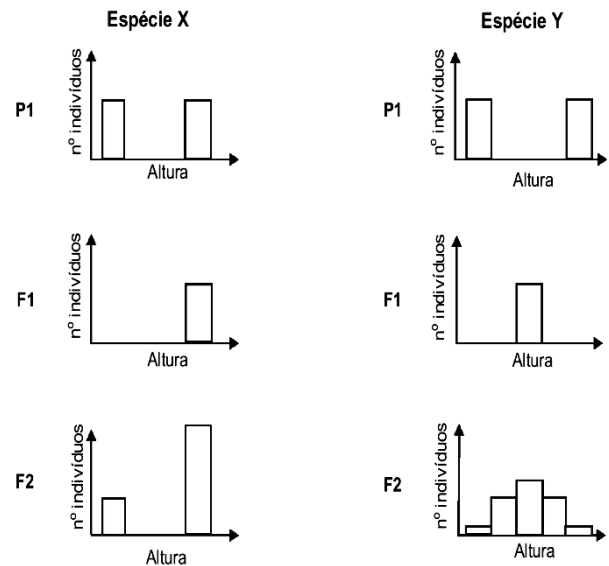 Espécie X
Espécie Y
P1
nº indivíduos
Altura
P1
nº indivíduos
Altura
F1
nº indivíduos
Altura
F1
nº indivíduos
Altura
F2
nº indivíduos
Altura
F2
nº indivíduos
Altura